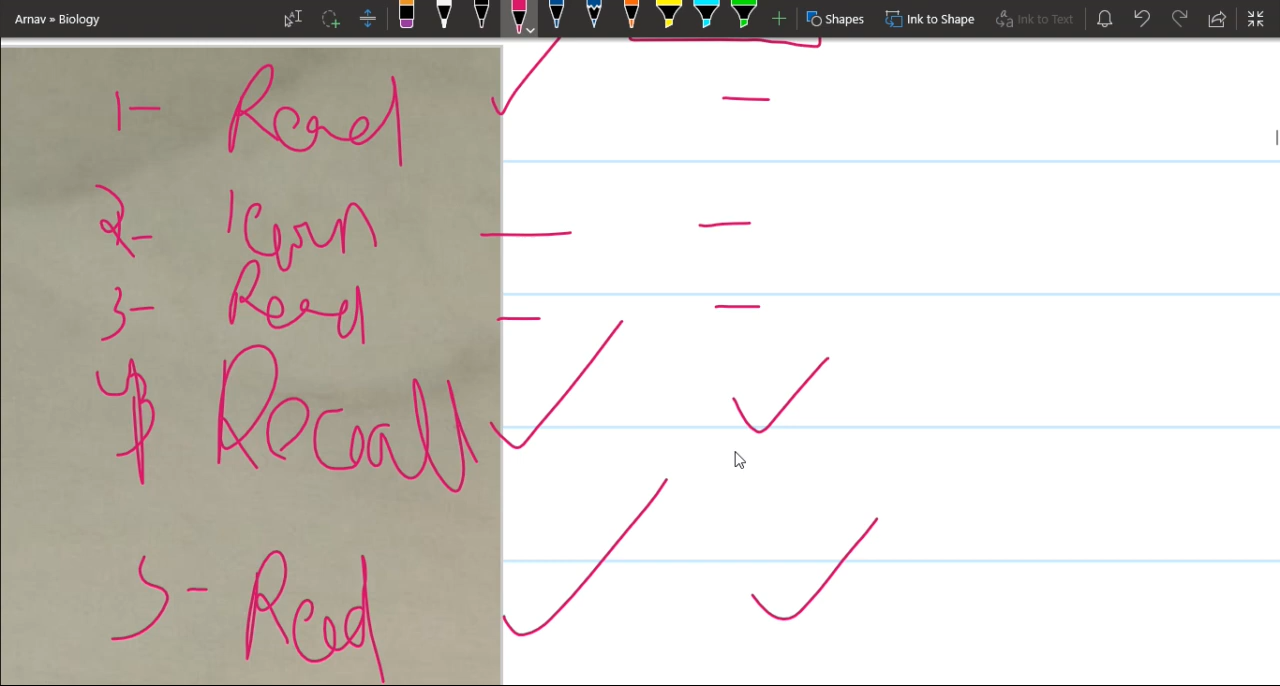 Arnav » Biology
Shapes
Ink to Shape
Ink to Text
1- Read
2- learn
3- Read
4- Recall
5- Read